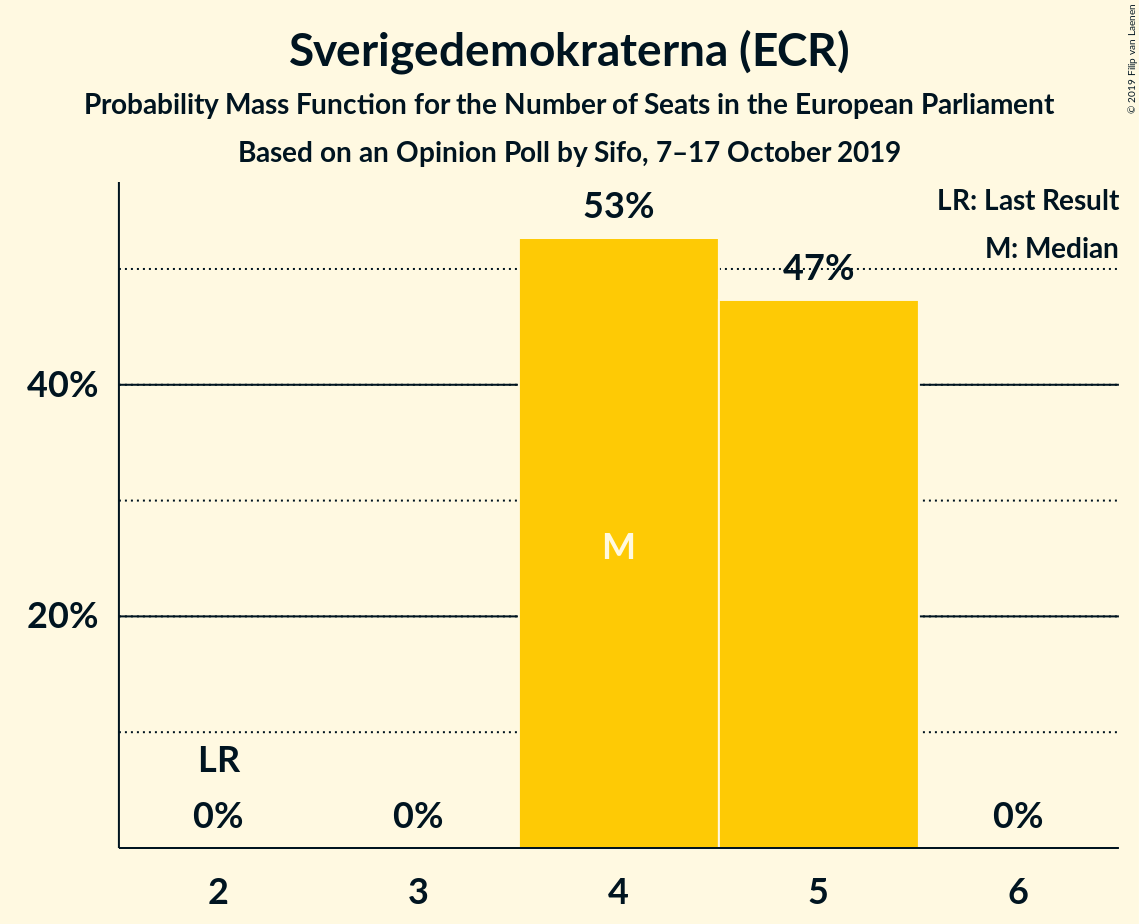 Sverigedemokraterna (ECR)
Probability Mass Function for the Number of Seats in the European Parliament
Based on an Opinion Poll by Sifo, 7–17 October 2019
© 2019 Filip van Laenen
LR: Last Result
M: Median
53%
47%
40%
M
20%
LR
0%
0%
0%
2
3
4
5
6